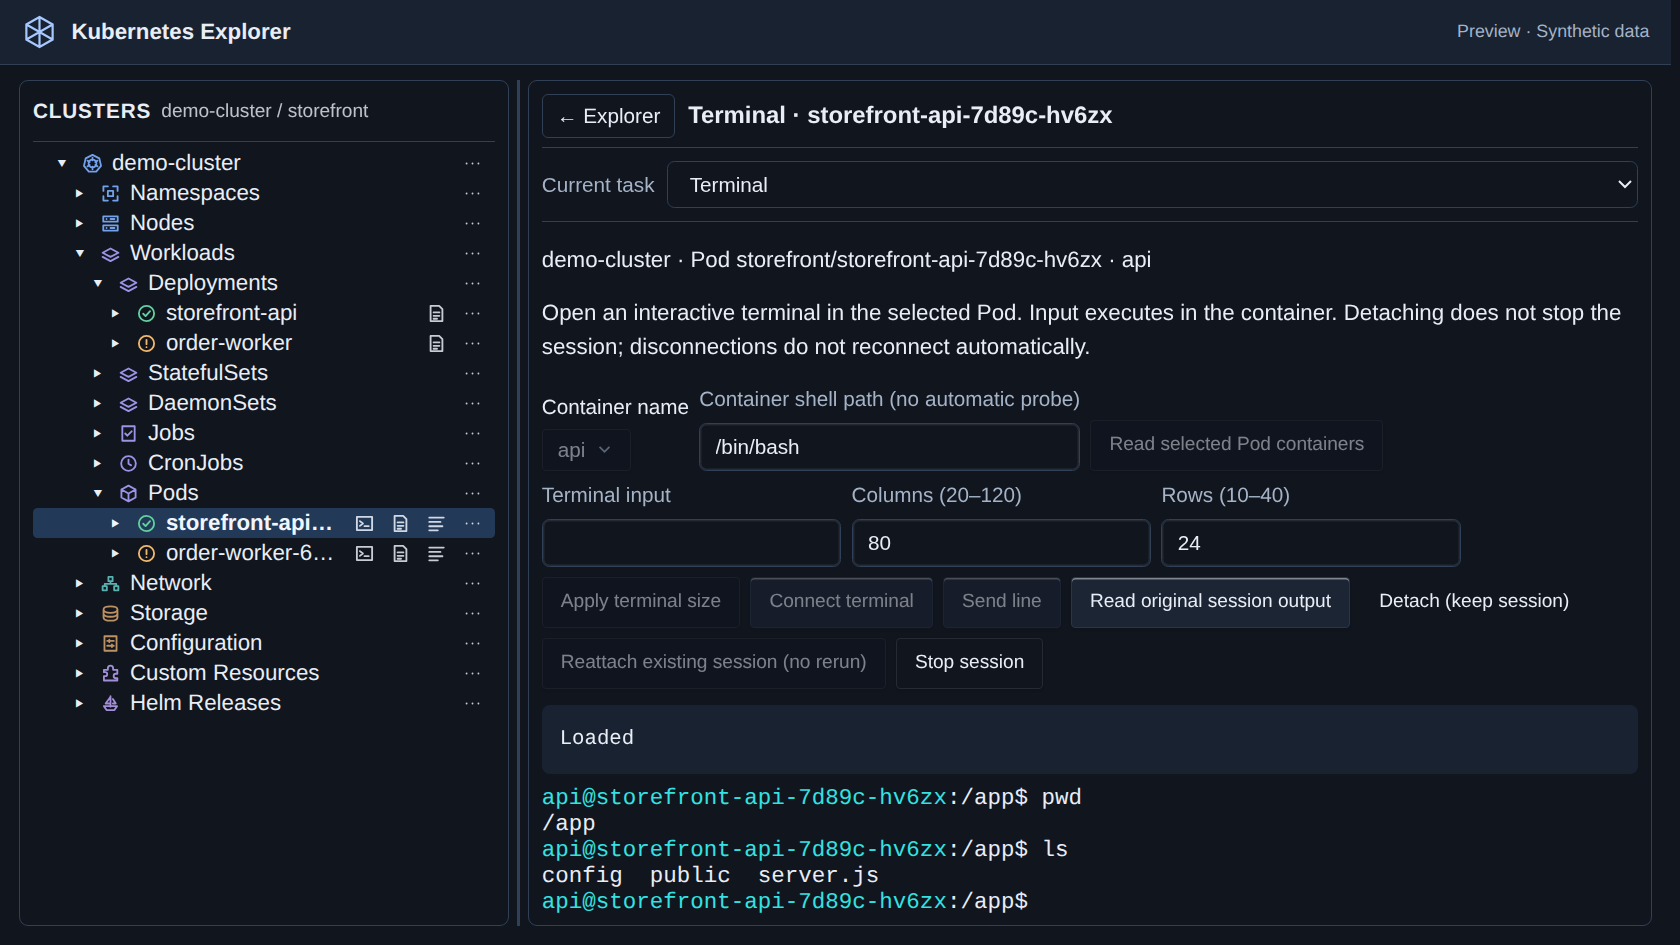 Kubernetes Explorer
Preview · Synthetic data
CLUSTERS demo-cluster / storefront
demo-cluster ···
Namespaces ···
Nodes ···
Workloads ···
Deployments ···
storefront-api ···
order-worker ···
StatefulSets ···
DaemonSets ···
Jobs ···
CronJobs ···
Pods ···
storefront-api… ···
order-worker-6… ···
Network ···
Storage ···
Configuration ···
Custom Resources ···
Helm Releases ···
← Explorer Terminal · storefront-api-7d89c-hv6zx
Current task Terminal
demo-cluster · Pod storefront/storefront-api-7d89c-hv6zx · api
Open an interactive terminal in the selected Pod. Input executes in the container. Detaching does not stop the
session; disconnections do not reconnect automatically.
Container name Container shell path (no automatic probe)
api /bin/bash Read selected Pod containers
Terminal input Columns (20–120) Rows (10–40)
80 24
Apply terminal size Connect terminal Send line Read original session output Detach (keep session)
Reattach existing session (no rerun) Stop session
Loaded
api@storefront-api-7d89c-hv6zx:/app$ pwd
/app
api@storefront-api-7d89c-hv6zx:/app$ ls
config  public  server.js
api@storefront-api-7d89c-hv6zx:/app$